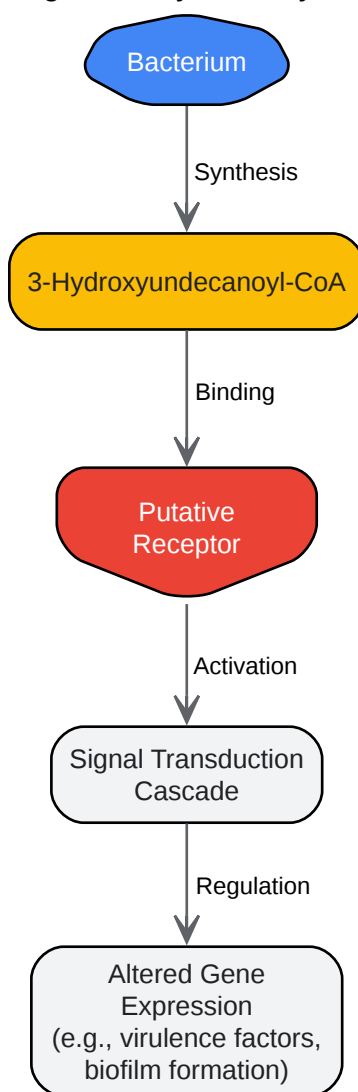 Bacterium
Synthesis
3-Hydroxyundecanoyl-CoA
Binding
Putative
Receptor
Activation
Signal Transduction
Cascade
Regulation
Altered Gene
Expression
(e.g., virulence factors,
biofilm formation)